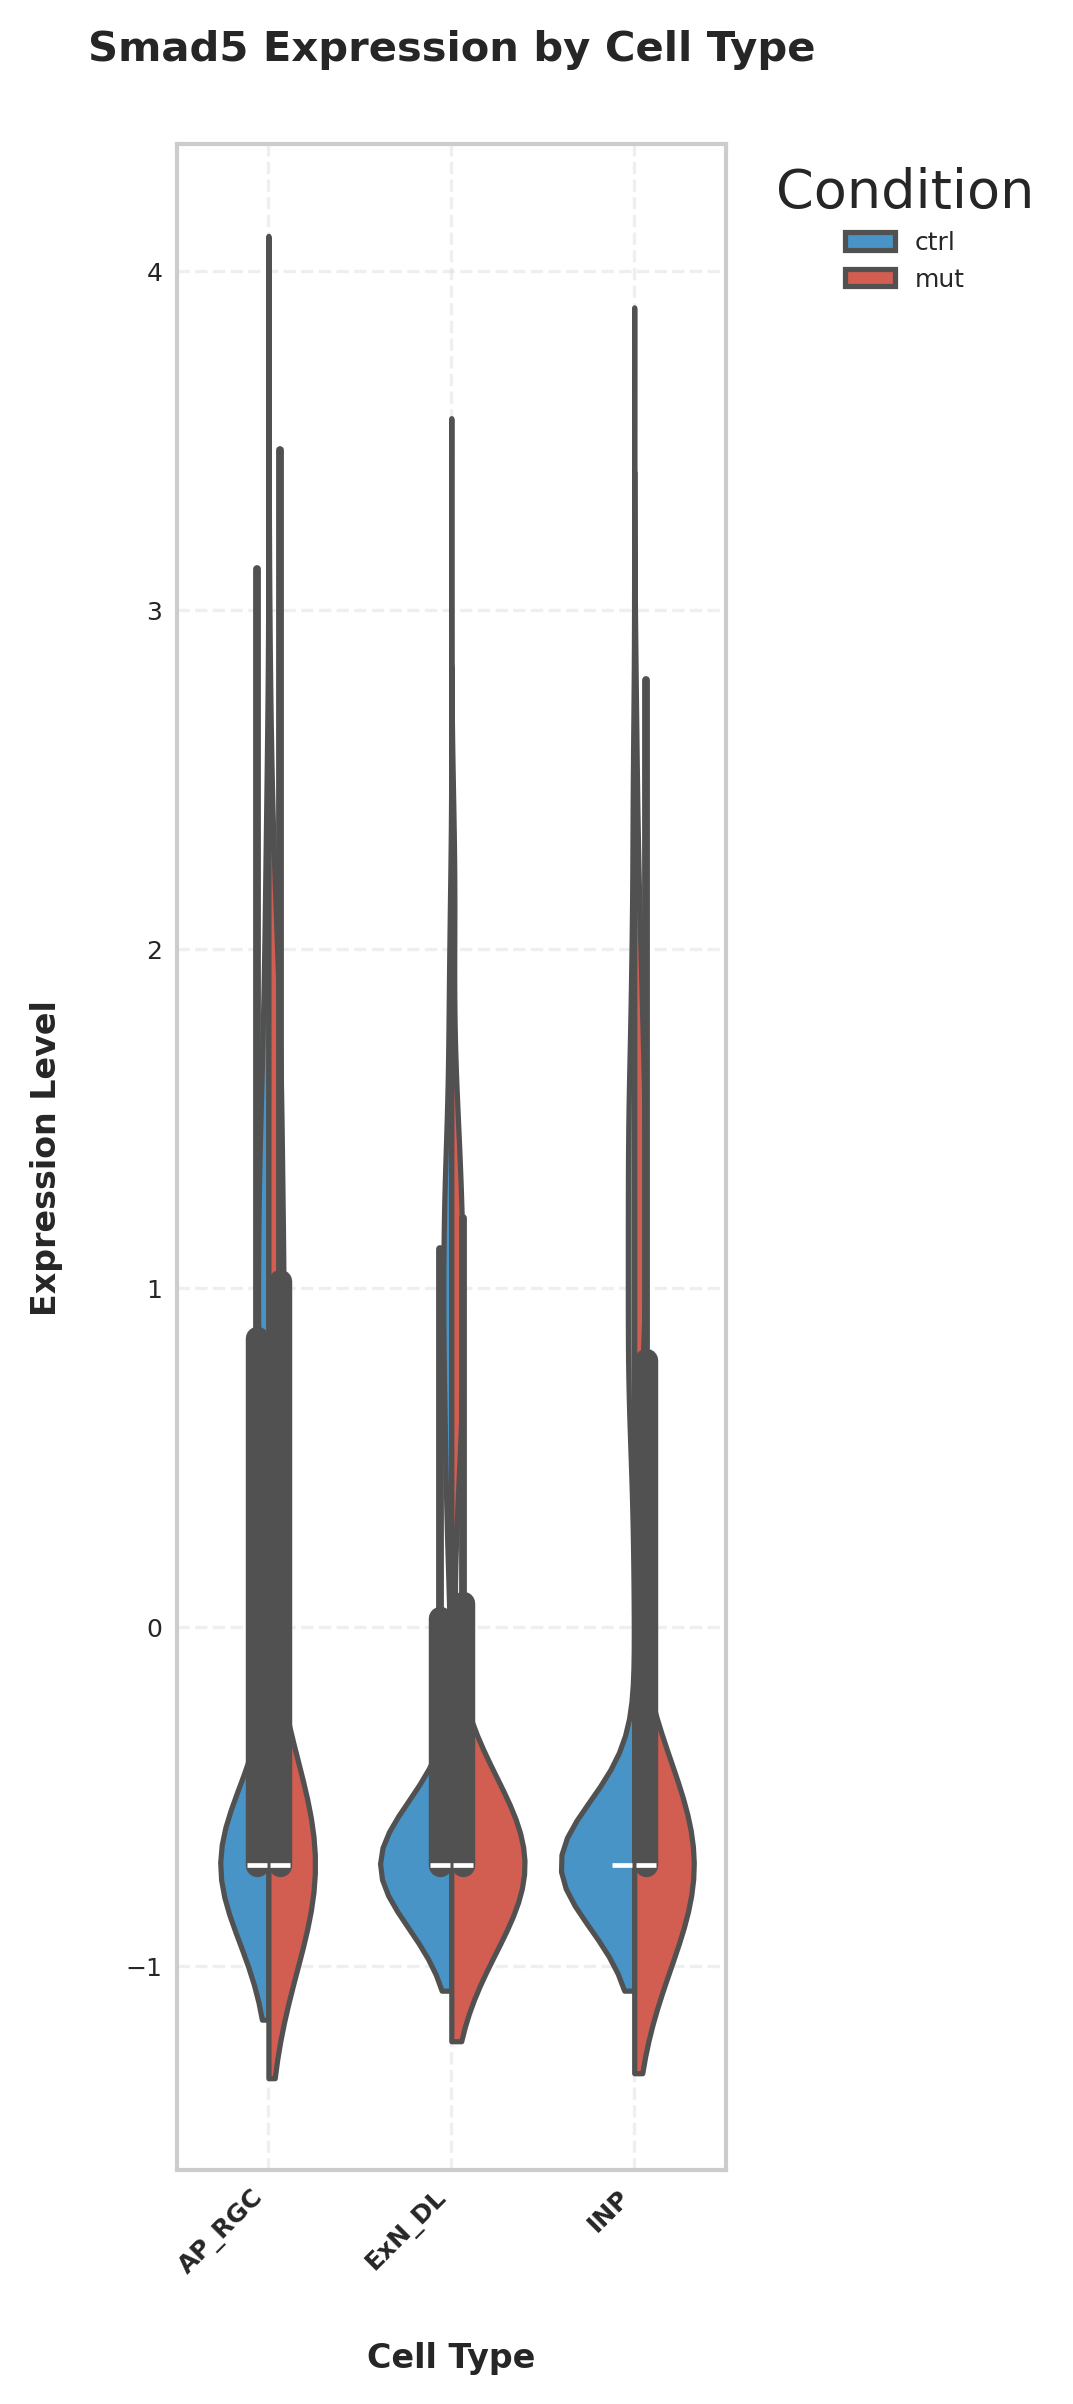 Smad5 Expression by Cell Type
Condition
ctrl
mut
4
3
2
1
0
−1
Expression Level
AP_RGC
ExN_DL
INP
Cell Type